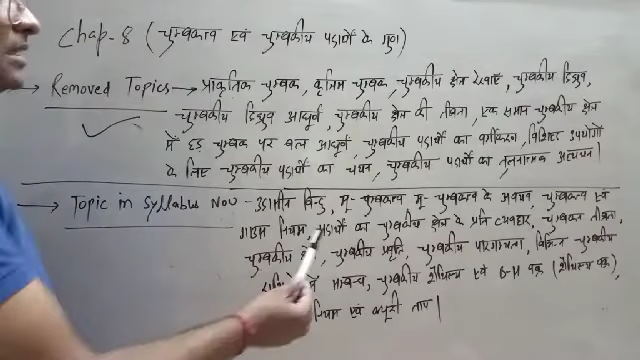 Chap-8 (चुम्बकत्व एवं चुम्बकीय पदार्थों के गुण)
→ Removed Topics → प्राकृतिक चुम्बक, कृत्रिम चुम्बक, चुम्बकीय क्षेत्र रेखाएँ, चुम्बकीय द्विध्रुव,
चुम्बकीय द्विध्रुव आघूर्ण, चुम्बकीय क्षेत्र की तीव्रता, एक समान चुम्बकीय क्षेत्र
में छड़ चुम्बक पर बल आघूर्ण, चुम्बकीय पदार्थों का वर्गीकरण, विशिष्ट उपयोगों
के लिए चुम्बकीय पदार्थों का चयन, चुम्बकीय पदार्थों का तुलनात्मक अध्ययन।
→ Topic in Syllabus Now - उदासीन बिन्दु, भू-चुम्बकत्व भू-चुम्बकत्व के अवयव, चुम्बकत्व एवं
गाउस नियम, पदार्थों का चुम्बकीय क्षेत्र के प्रति व्यवहार, चुम्बकन तीव्रता,
चुम्बकीय क्षेत्र, चुम्बकीय प्रवृत्ति, चुम्बकीय पारगम्यता, विभिन्न चुम्बकीय
में सम्बन्ध, चुम्बकीय शैथिल्य एवं B-H वक्र (शैथिल्य वक्र),
नियम एवं क्यूरी ताप।